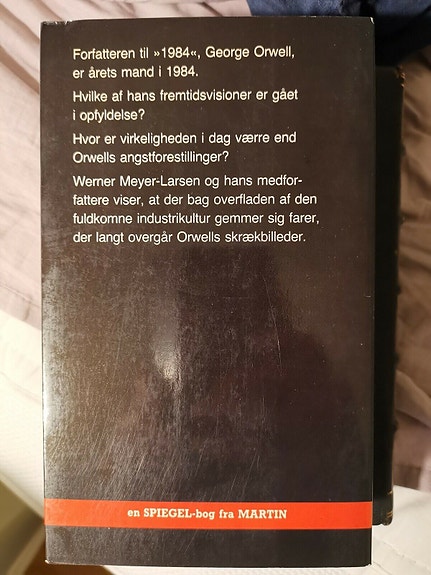 Forfatteren til »1984«, George Orwell,
er årets mand i 1984.
Hvilke af hans fremtidsvisioner er gået
i opfyldelse?
Hvor er virkeligheden i dag værre end
Orwells angstforestillinger?
Werner Meyer-Larsen og hans medfor-
fattere viser, at der bag overfladen af den
fuldkomne industrikultur gemmer sig farer,
der langt overgår Orwells skrækbilleder.
en SPIEGEL-bog fra MARTIN